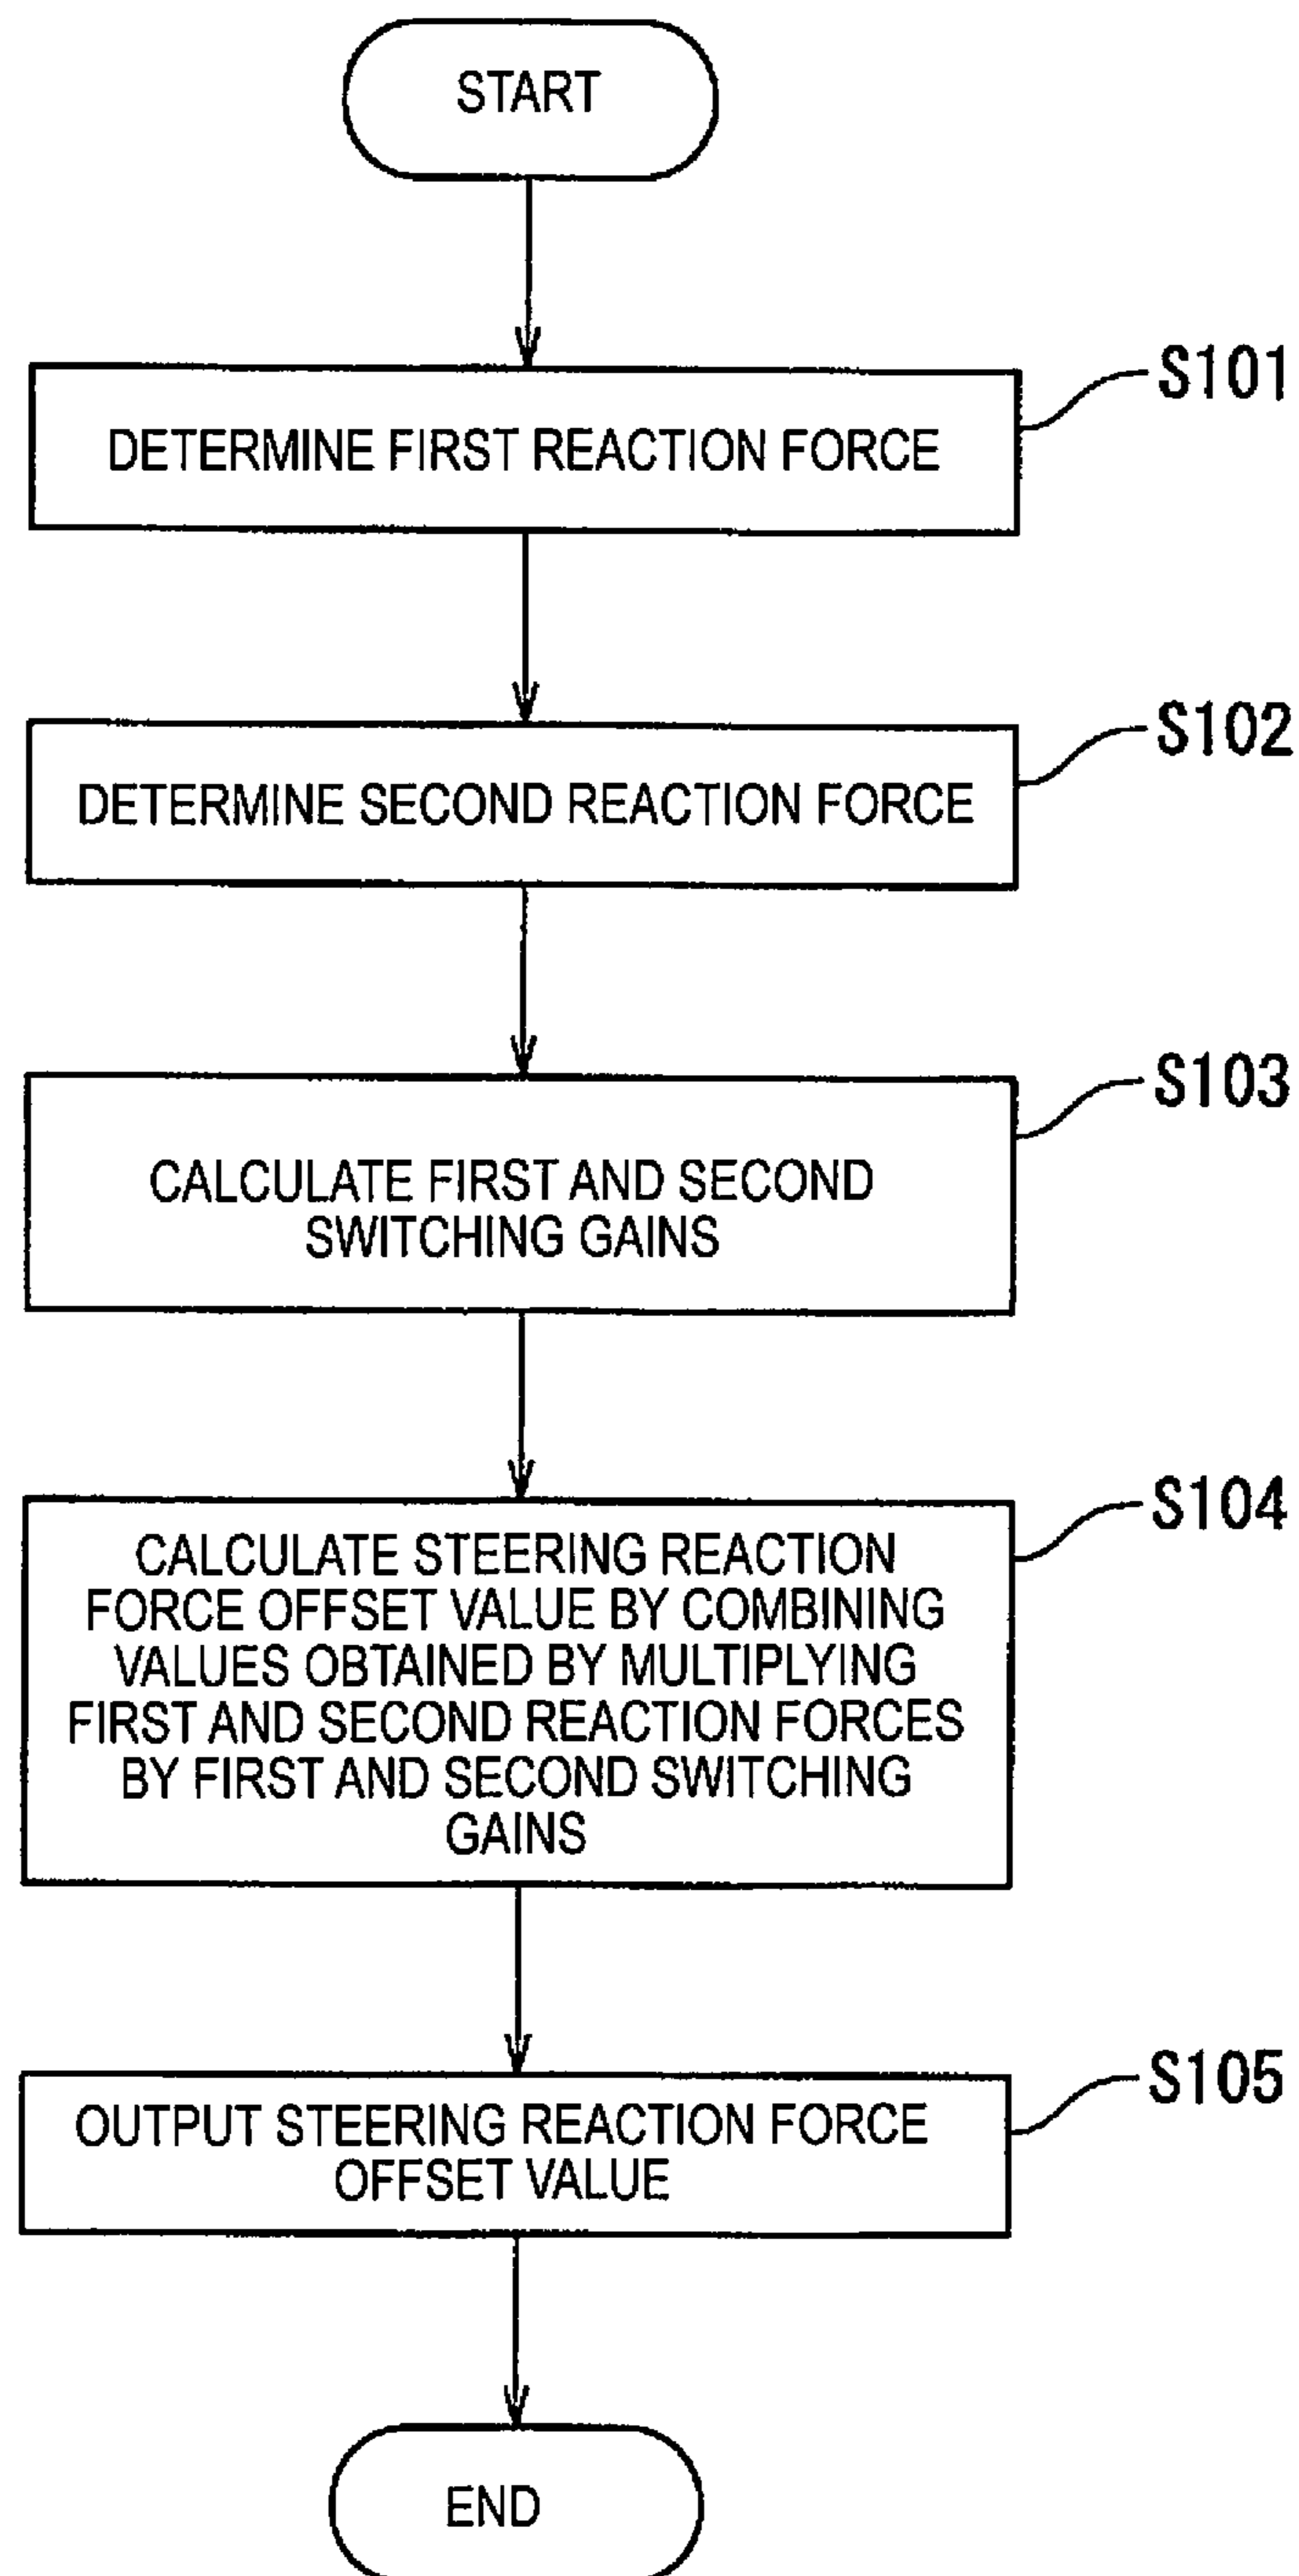 START
S101
DETERMINE FIRST REACTION FORCE
S102
DETERMINE SECOND REACTION FORCE
S103
CALCULATE FIRST AND SECOND
SWITCHING GAINS
S104
CALCULATE STEERING REACTION
FORCE OFFSET VALUE BY COMBINING
VALUES OBTAINED BY MULTIPLYING
FIRST AND SECOND REACTION FORCES
BY FIRST AND SECOND SWITCHING
GAINS
S105
OUTPUT STEERING REACTION FORCE
OFFSET VALUE
END